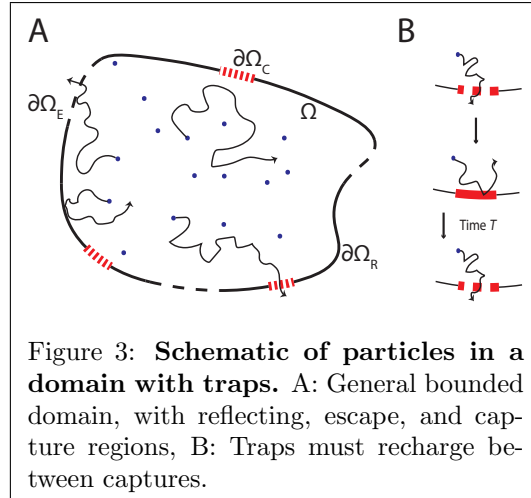 A
B
∂Ω_C
∂Ω_E
Ω
∂Ω_R
Time T
Figure 3: Schematic of particles in a
domain with traps. A: General bounded
domain, with reflecting, escape, and cap-
ture regions, B: Traps must recharge be-
tween captures.